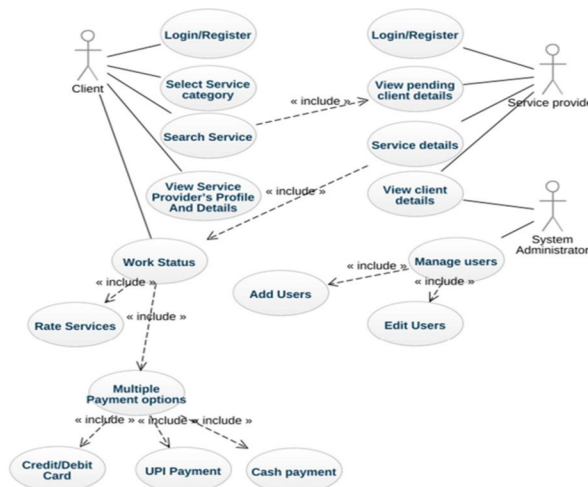 Login/Register
Login/Register
Client
Select Service
category
View pending
client details
Service provide
« include »
Search Service
Service details
View Service
Provider's Profile
And Details
« include »
View client
details
System
Administrator
Work Status
Manage users
« include »
« include »
« include »
Add Users
Rate Services
« include »
Edit Users
Multiple
Payment options
« include »
« include »
« include »
Credit/Debit
Card
UPI Payment
Cash payment